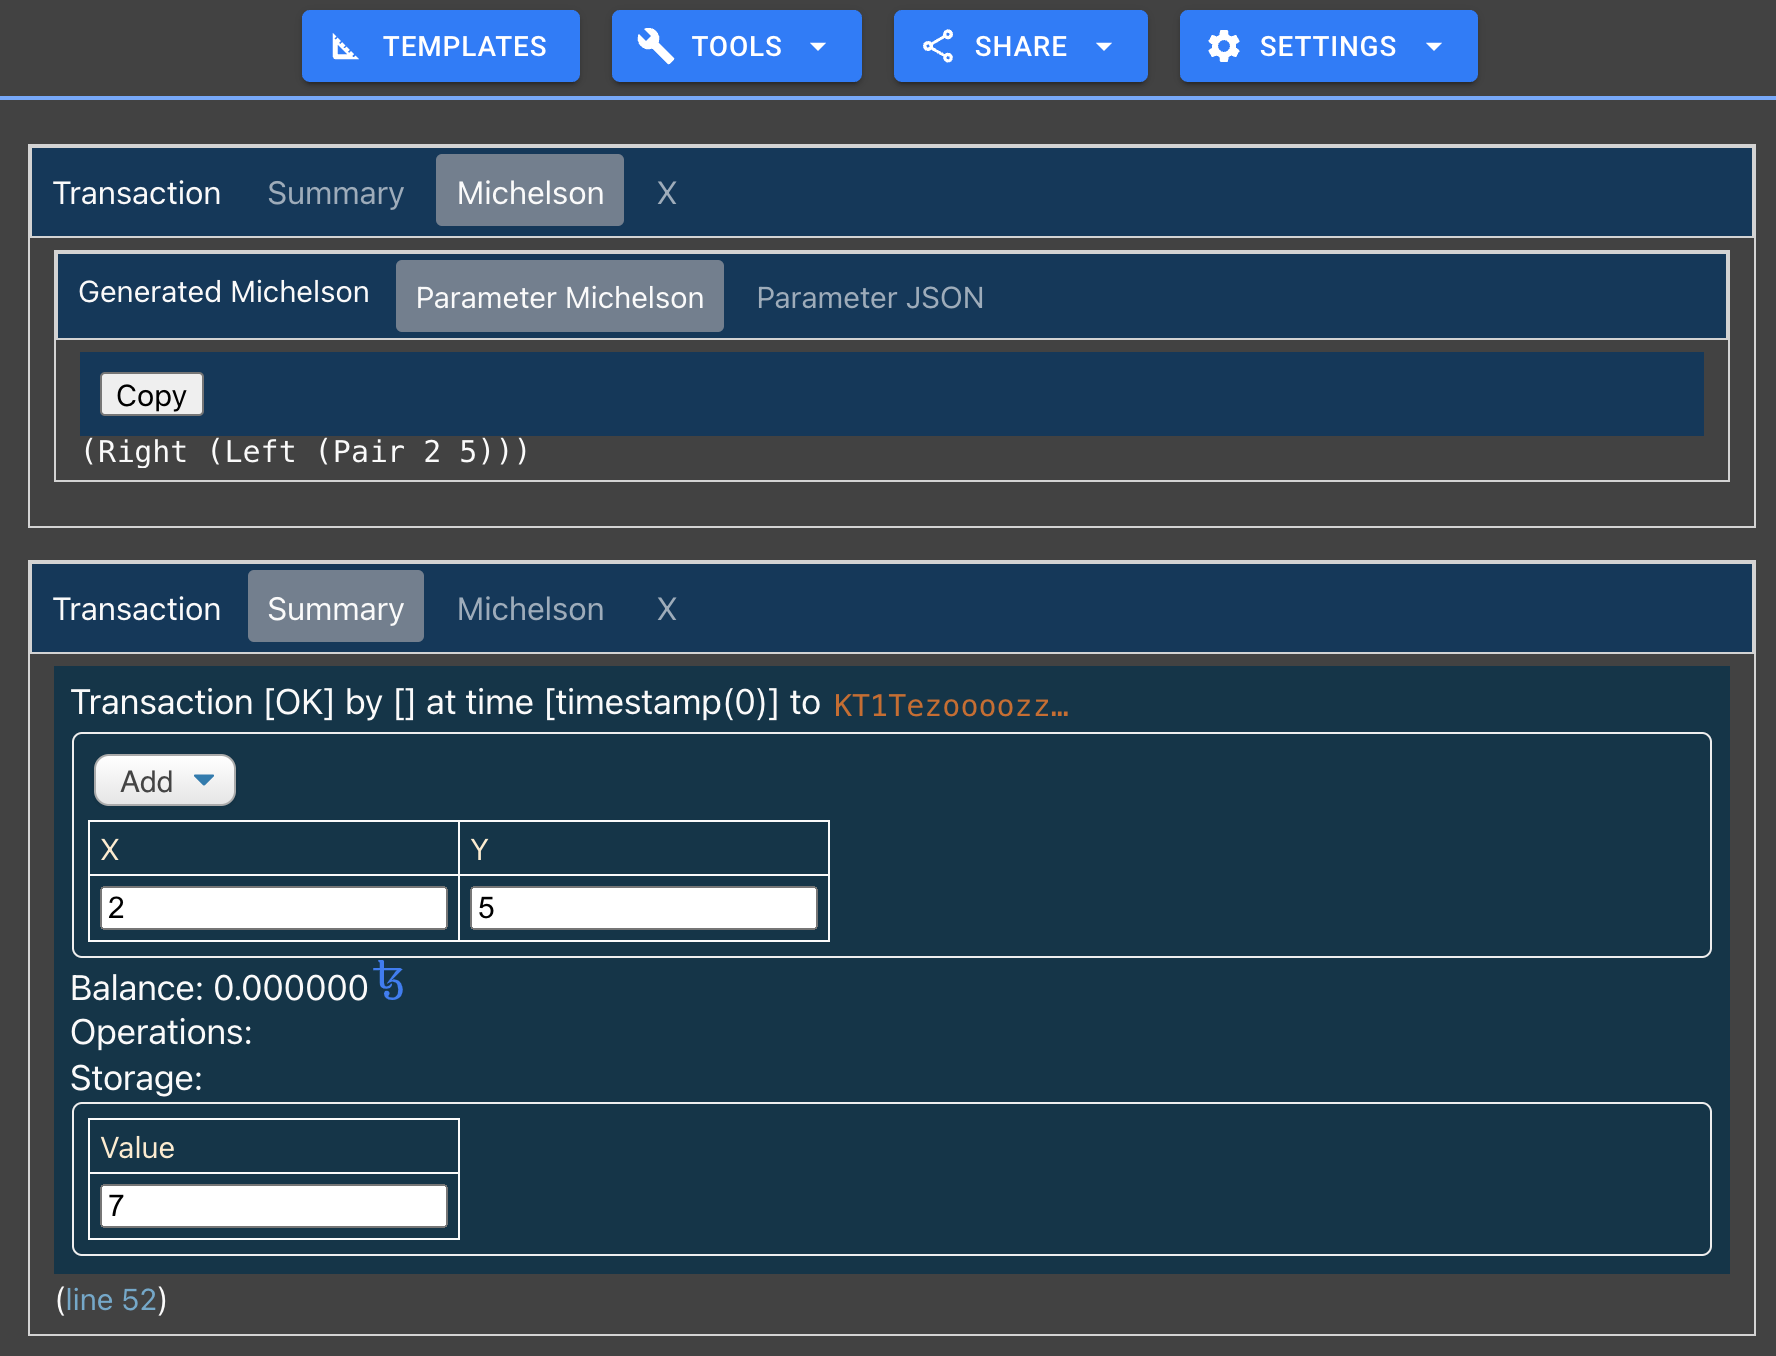 TEMPLATES TOOLS SHARE SETTINGS
Transaction Summary Michelson X
Generated Michelson Parameter Michelson Parameter JSON
Copy
(Right (Left (Pair 2 5)))
Transaction Summary Michelson X
Transaction [OK] by [] at time [timestamp(0)] to KT1Tezoooozz…
Add
X Y
2 5
Balance: 0.000000ꜩ
Operations:
Storage:
Value
7
(line 52)